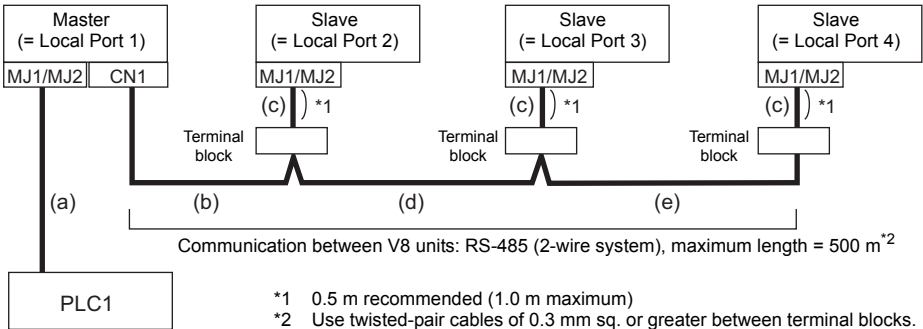 Master
(= Local Port 1)
Slave
(= Local Port 2)
Slave
(= Local Port 3)
Slave
(= Local Port 4)
MJ1/MJ2
CN1
MJ1/MJ2
MJ1/MJ2
MJ1/MJ2
(c)
*1
(c)
*1
(c)
*1
Terminal
block
Terminal
block
Terminal
block
(a)
(b)
(d)
(e)
Communication between V8 units: RS-485 (2-wire system), maximum length = 500 m*2
PLC1
*1 0.5 m recommended (1.0 m maximum)
*2 Use twisted-pair cables of 0.3 mm sq. or greater between terminal blocks.